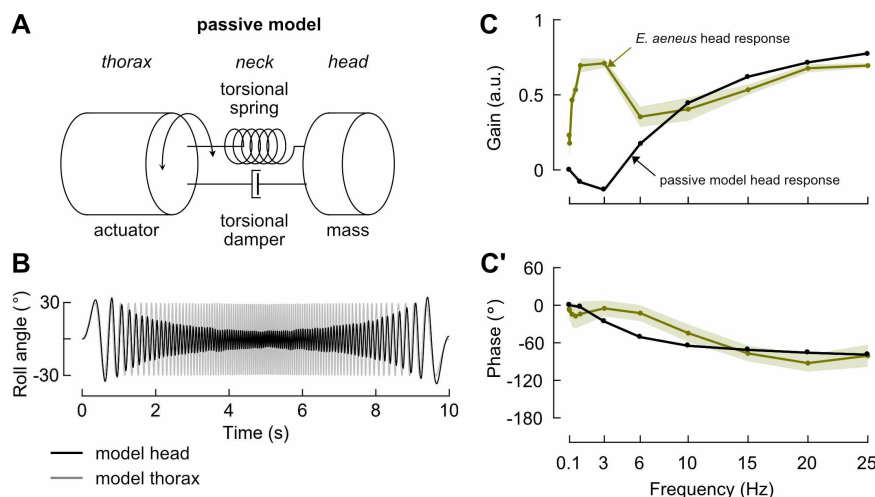 A
passive model
thorax
neck
head
torsional
spring
actuator
torsional
damper
mass
B
Roll angle (°)
30
-30
0
2
4
6
8
10
Time (s)
model head
model thorax
C
Gain (a.u.)
1
0.5
0
E. aeneus head response
passive model head response
C'
Phase (°)
60
0
-60
-120
-180
0.1
3
6
10
15
20
25
Frequency (Hz)